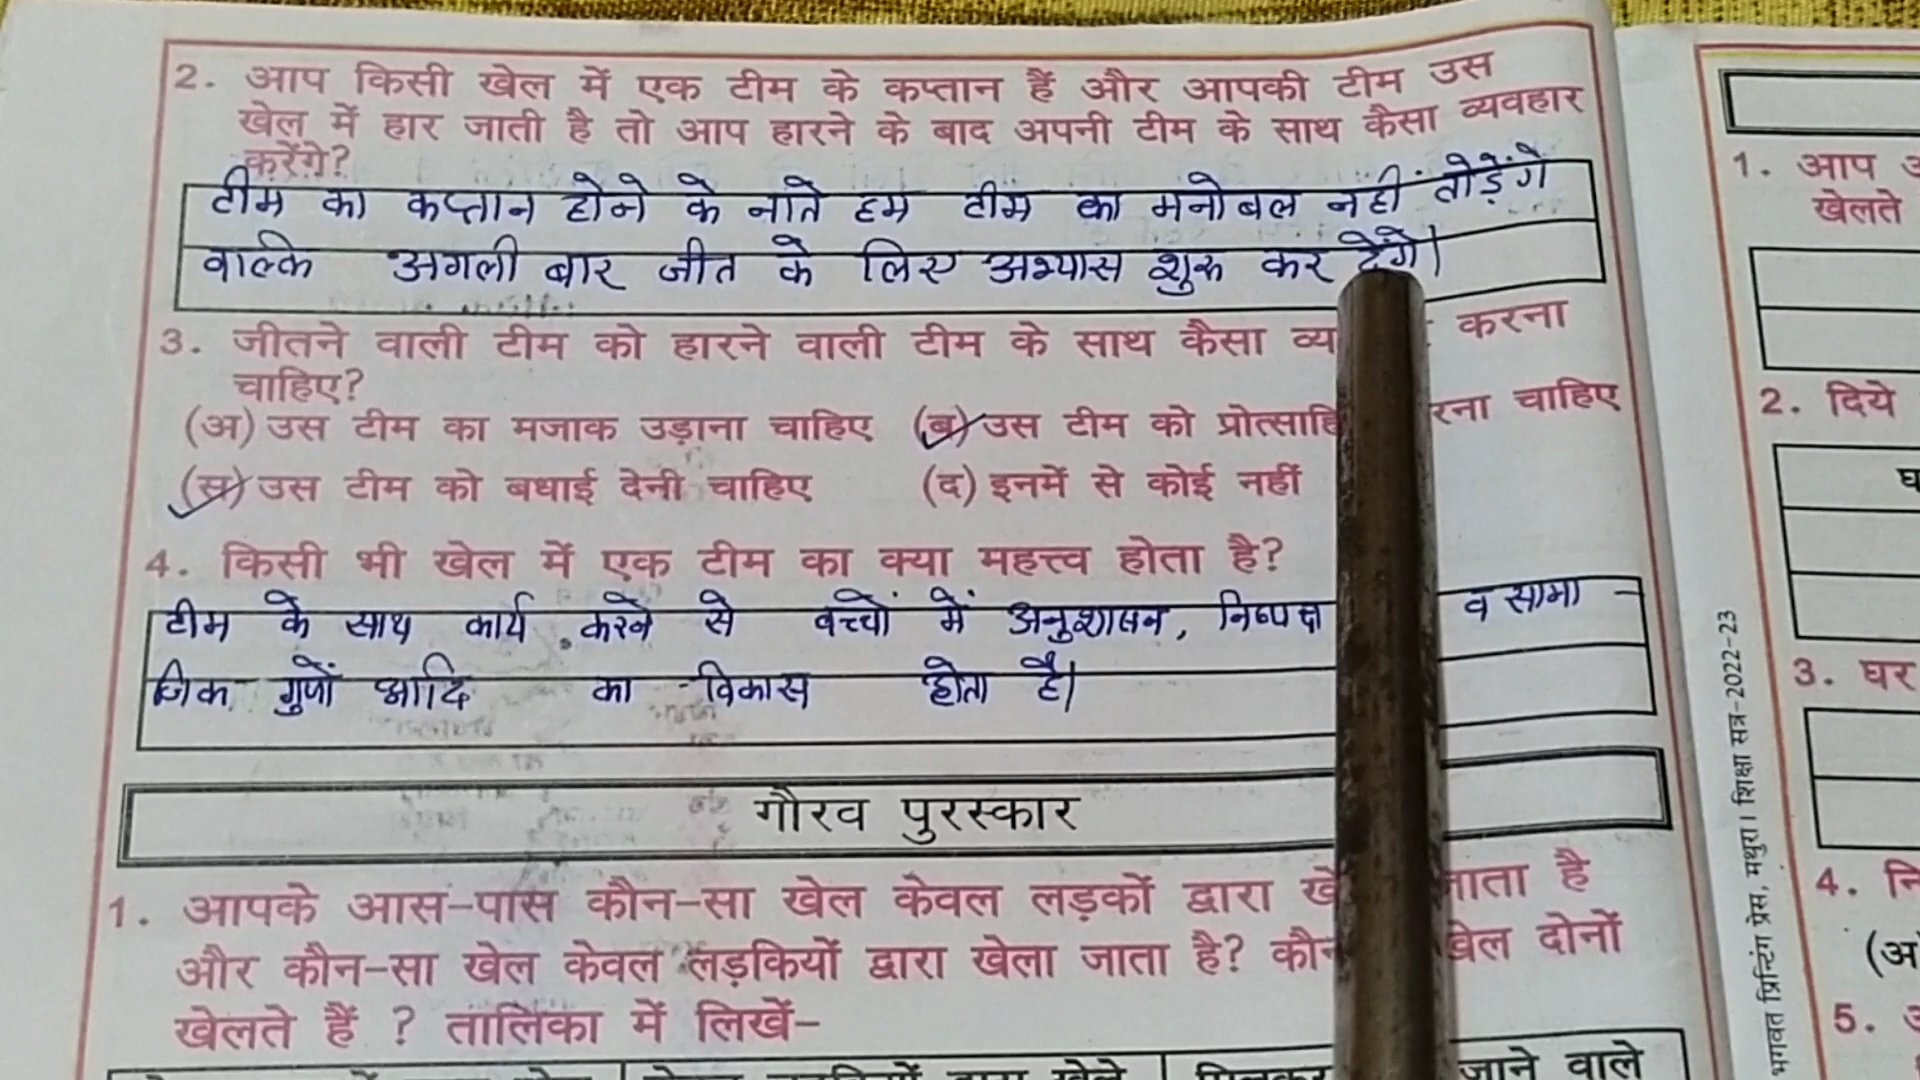 2. आप किसी खेल में एक टीम के कप्तान हैं और आपकी टीम उस
खेल में हार जाती है तो आप हारने के बाद अपनी टीम के साथ कैसा व्यवहार
करेंगे?
टीम का कप्तान होने के नाते हम टीम का मनोबल नहीं तोड़ेंगे
वाल्कि अगली बार जीत के लिए अभ्यास शुरू कर देंगे।
3. जीतने वाली टीम को हारने वाली टीम के साथ कैसा व्य करना
चाहिए?
(अ) उस टीम का मजाक उड़ाना चाहिए (ब) उस टीम को प्रोत्साहि रना चाहिए
(स) उस टीम को बधाई देनी चाहिए (द) इनमें से कोई नहीं
4. किसी भी खेल में एक टीम का क्या महत्त्व होता है?
टीम के साथ कार्य करने से बच्चों में अनुशासन, निष्पक्ष व सामा-
जिक गुणों आदि का विकास होता है।
गौरव पुरस्कार
1. आपके आस-पास कौन-सा खेल केवल लड़कों द्वारा खे जाता है
और कौन-सा खेल केवल लड़कियों द्वारा खेला जाता है? कौन खेल दोनों
खेलते हैं ? तालिका में लिखें-
जाने वाले
भगवत प्रिन्टिंग प्रेस, मथुरा। शिक्षा सत्र-2022-23
1. आप
खेलते
2. दिये
3. घर
4. नि
(अ
5.